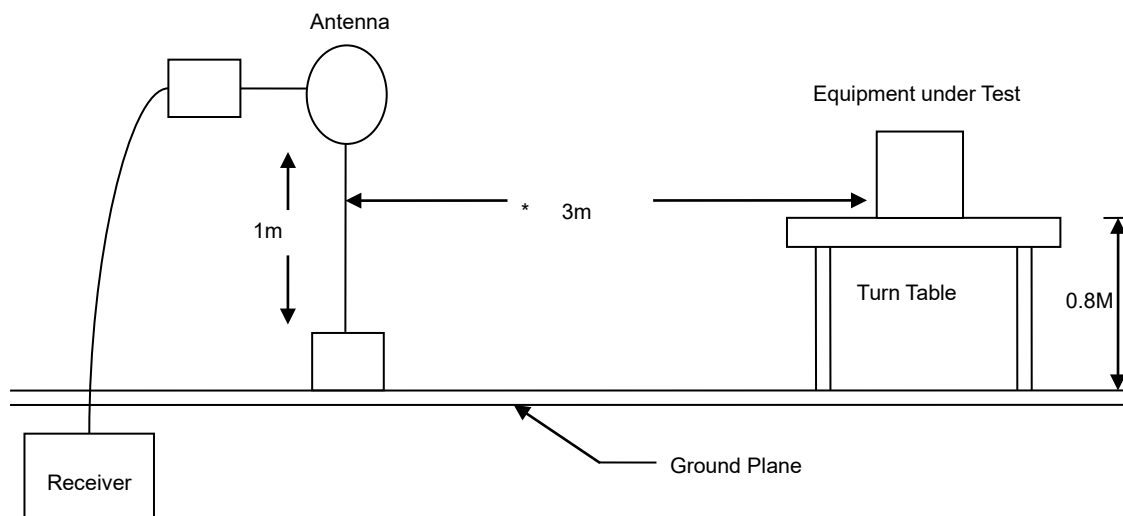 Antenna
Equipment under Test
1m
* 3m
Turn Table
0.8M
Ground Plane
Receiver